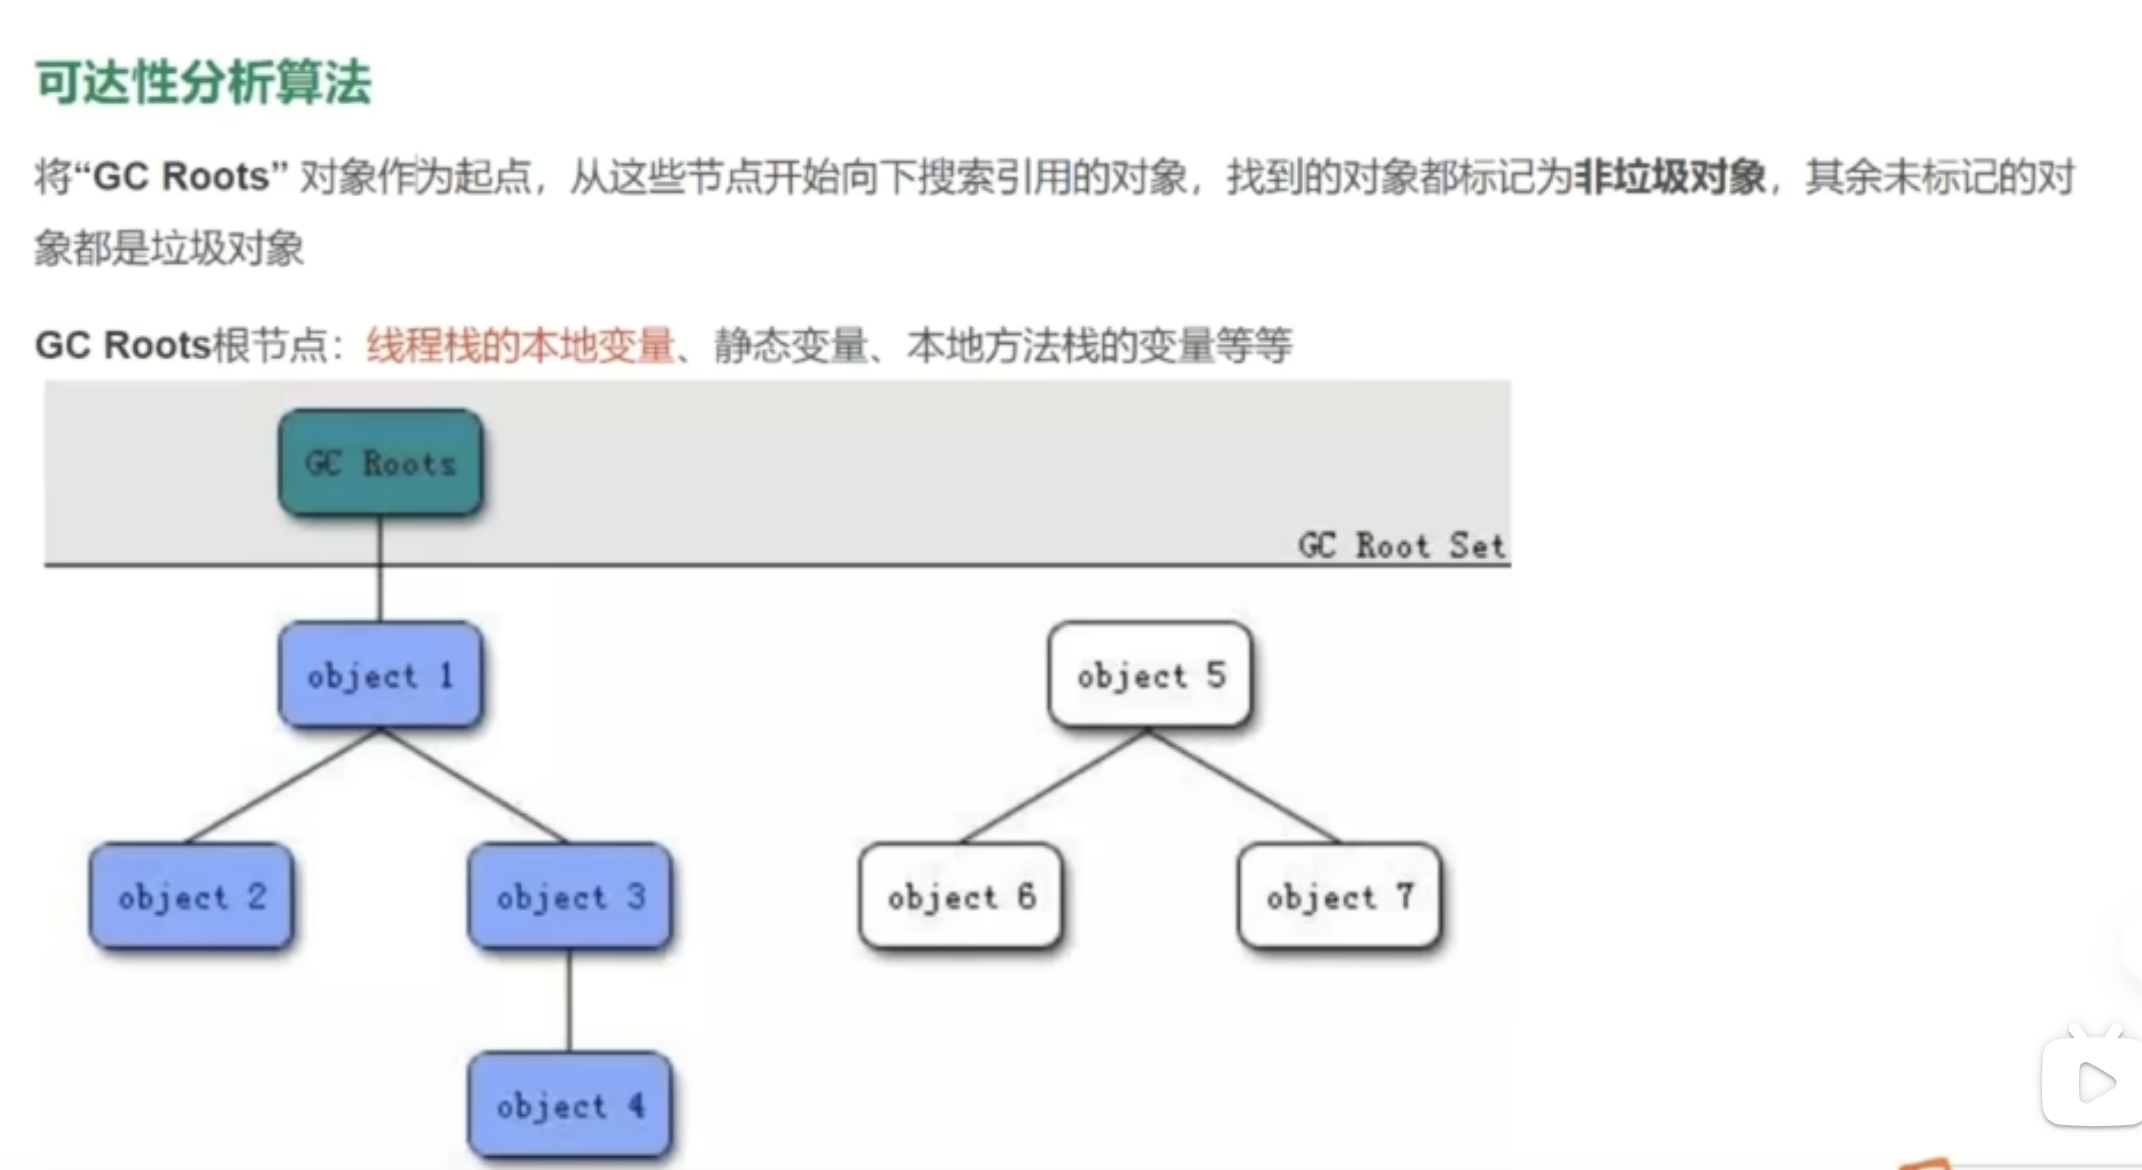 可达性分析算法
将“GC Roots” 对象作为起点，从这些节点开始向下搜索引用的对象，找到的对象都标记为非垃圾对象，其余未标记的对
象都是垃圾对象
GC Roots根节点：线程栈的本地变量、静态变量、本地方法栈的变量等等
GC Roots
GC Root Set
object 1
object 5
object 2
object 3
object 6
object 7
object 4